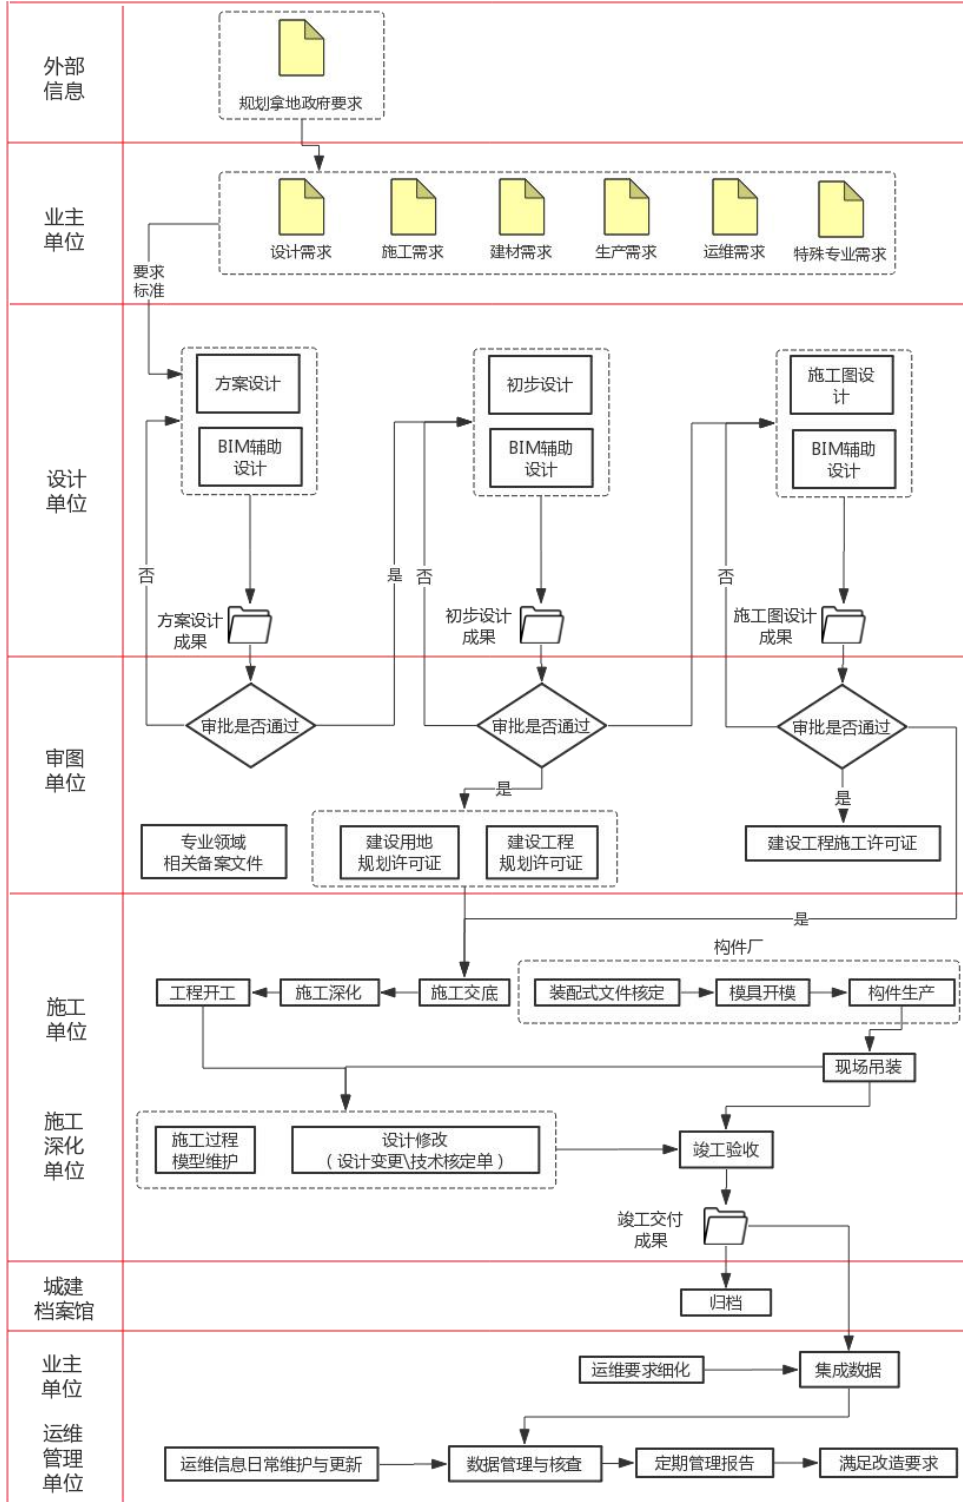 外部
信息
规划拿地政府要求
业主
单位
设计需求
施工需求
建材需求
生产需求
运维需求
特殊专业需求
要求
标准
设计
单位
方案设计
BIM辅助
设计
初步设计
BIM辅助
设计
施工图设
计
BIM辅助
设计
否
是
否
否
方案设计
成果
初步设计
成果
施工图设计
成果
审图
单位
审批是否通过
审批是否通过
审批是否通过
是
是
专业领域
相关备案文件
建设用地
规划许可证
建设工程
规划许可证
建设工程施工许可证
是
施工
单位
构件厂
工程开工
施工深化
施工交底
装配式文件核定
模具开模
构件生产
现场吊装
施工
深化
单位
施工过程
模型维护
设计修改
（设计变更\技术核定单）
竣工验收
竣工交付
成果
城建
档案馆
归档
业主
单位
运维要求细化
集成数据
运维
管理
单位
运维信息日常维护与更新
数据管理与核查
定期管理报告
满足改造要求